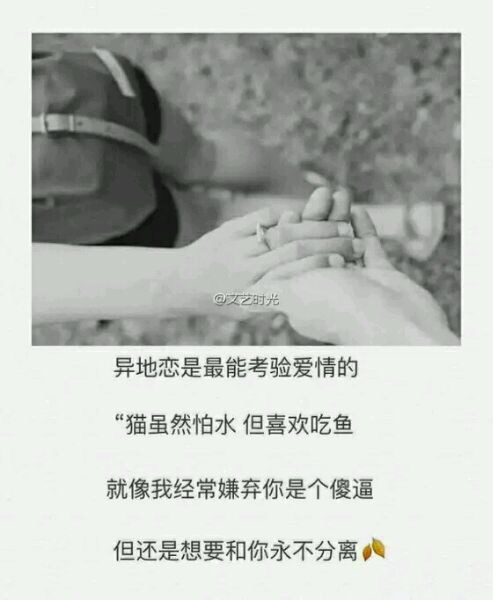 @文艺时光
异地恋是最能考验爱情的
“猫虽然怕水 但喜欢吃鱼
就像我经常嫌弃你是个傻逼
但还是想要和你永不分离🍂